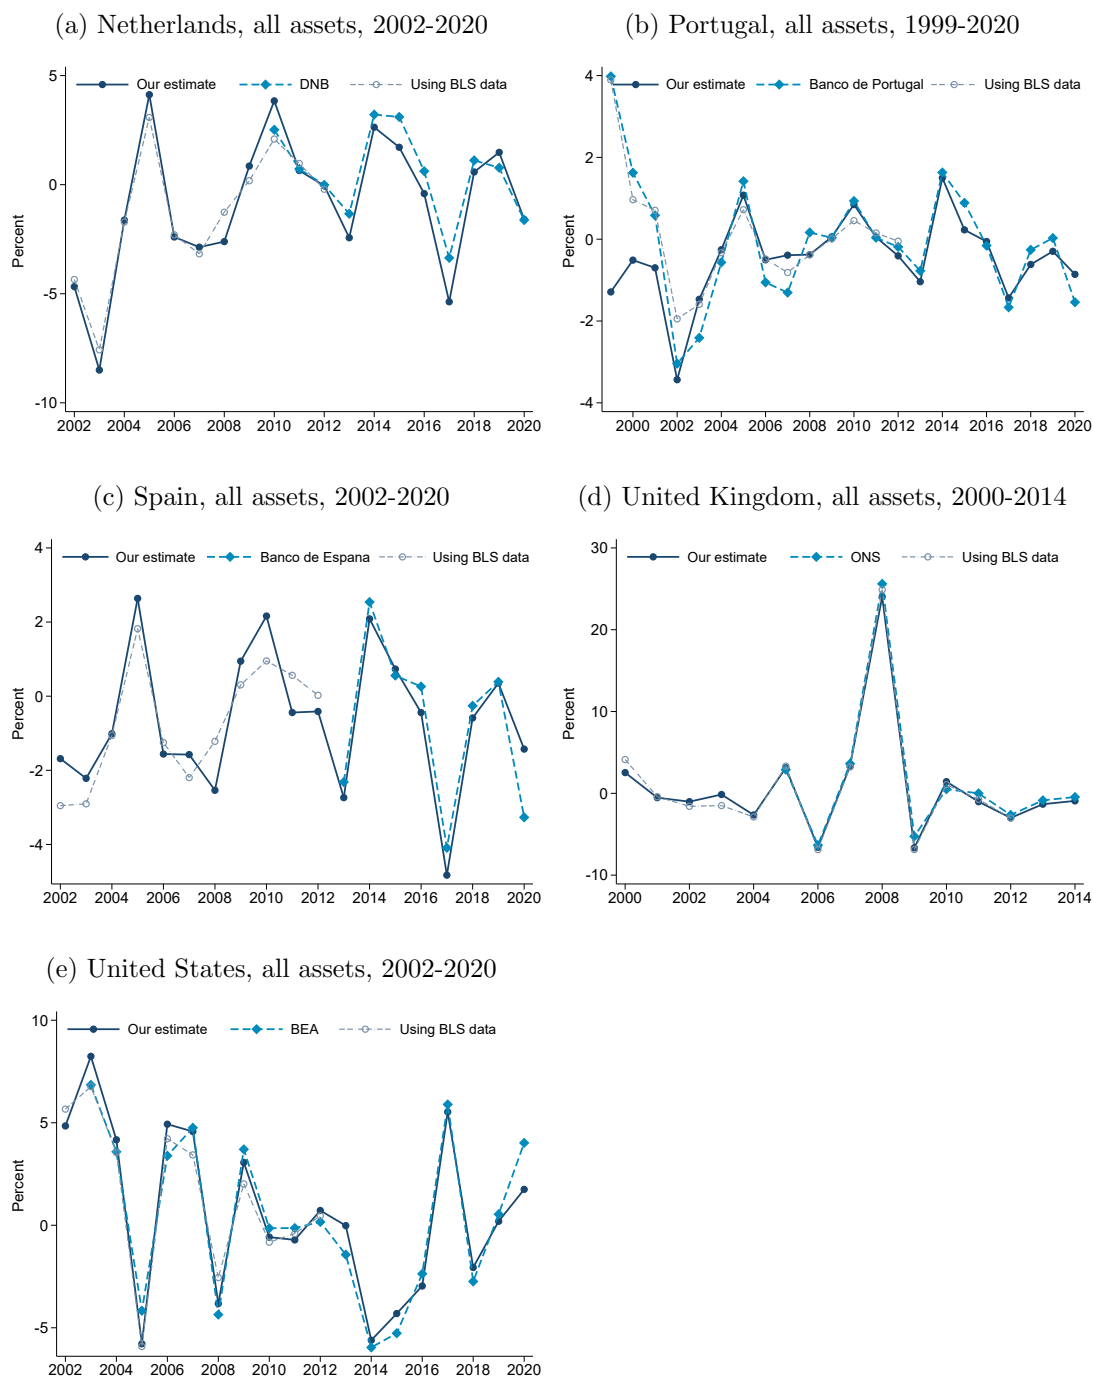 (a) Netherlands, all assets, 2002-2020
Our estimate DNB Using BLS data
Percent
5
0
-5
-10
2002 2004 2006 2008 2010 2012 2014 2016 2018 2020
(b) Portugal, all assets, 1999-2020
Our estimate Banco de Portugal Using BLS data
4
2
0
-2
-4
2000 2002 2004 2006 2008 2010 2012 2014 2016 2018 2020
(c) Spain, all assets, 2002-2020
Our estimate Banco de Espana Using BLS data
Percent
4
2
0
-2
-4
2002 2004 2006 2008 2010 2012 2014 2016 2018 2020
(d) United Kingdom, all assets, 2000-2014
Our estimate ONS Using BLS data
Percent
30
20
10
0
-10
2000 2002 2004 2006 2008 2010 2012 2014
(e) United States, all assets, 2002-2020
Our estimate BEA Using BLS data
Percent
10
5
0
-5
2002 2004 2006 2008 2010 2012 2014 2016 2018 2020